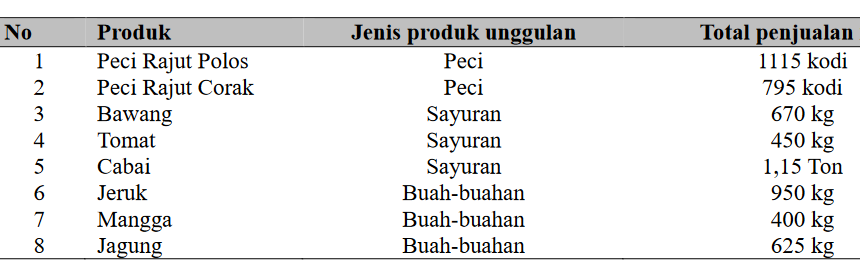 No Produk Jenis produk unggulan Total penjualan
1 Peci Rajut Polos Peci 1115 kodi
2 Peci Rajut Corak Peci 795 kodi
3 Bawang Sayuran 670 kg
4 Tomat Sayuran 450 kg
5 Cabai Sayuran 1,15 Ton
6 Jeruk Buah-buahan 950 kg
7 Mangga Buah-buahan 400 kg
8 Jagung Buah-buahan 625 kg